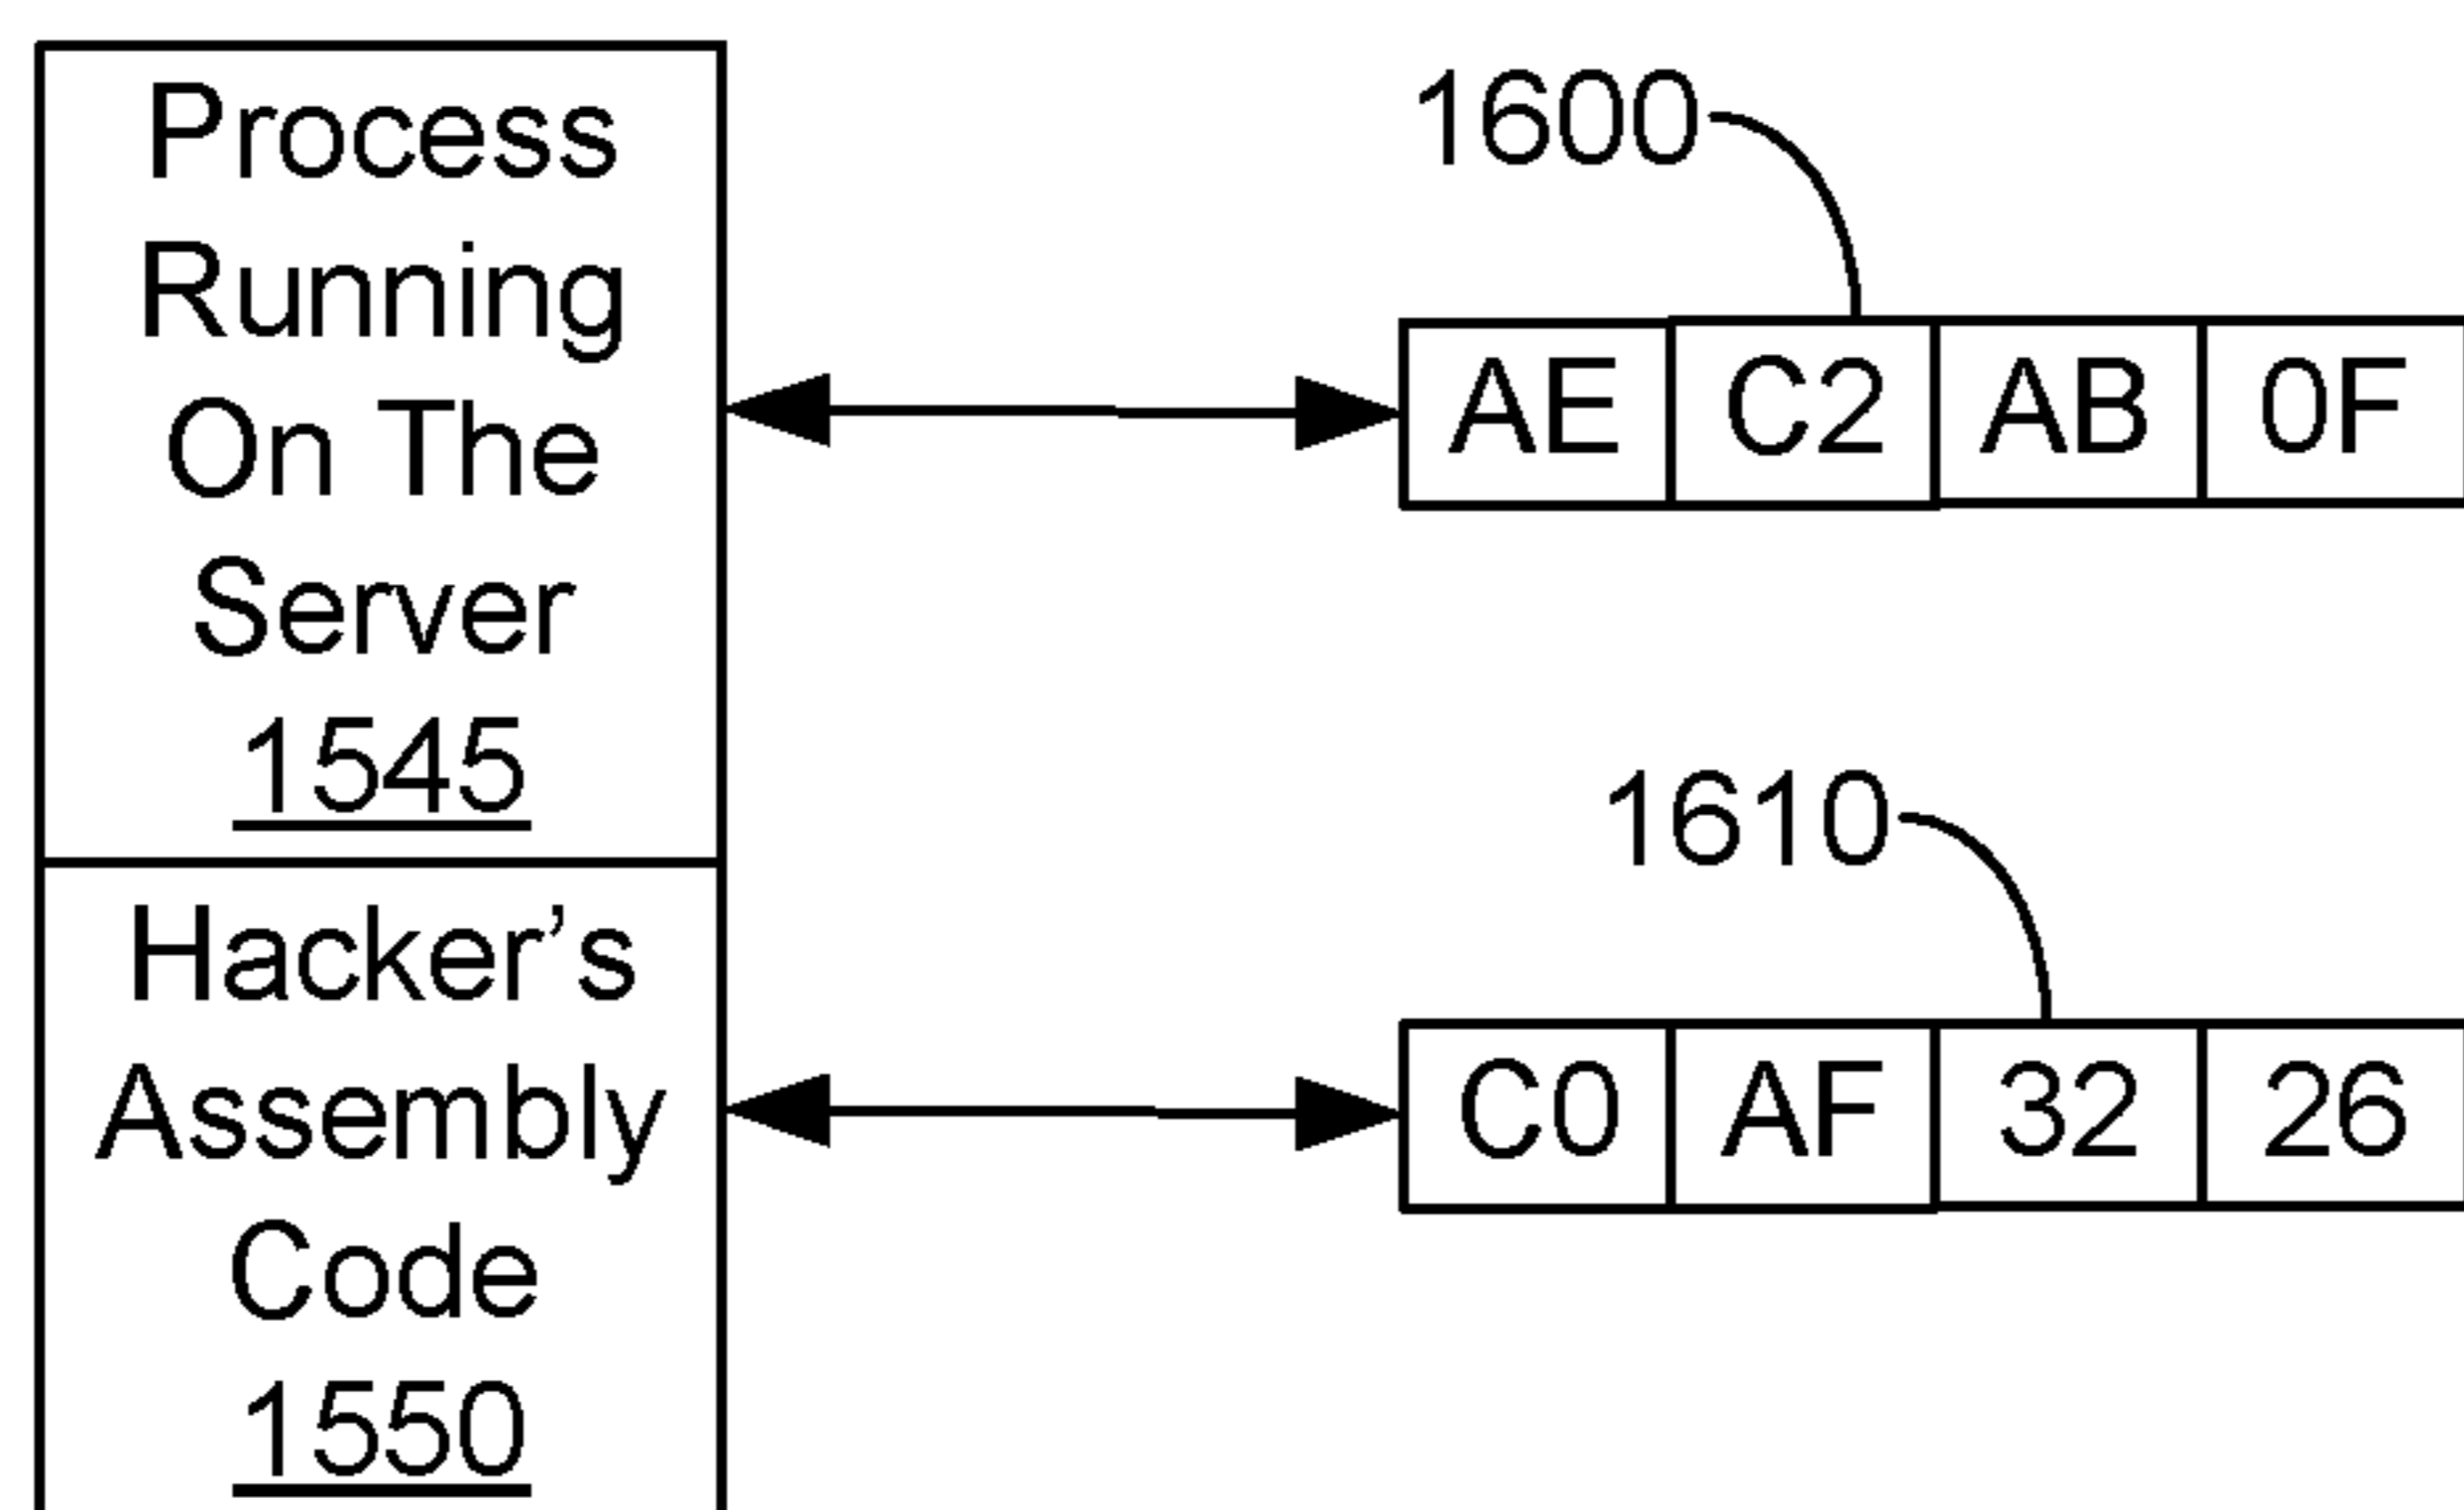 Process
Running
On The
Server
1545
1600
AE C2 AB 0F
Hacker’s
Assembly
Code
1550
1610
C0 AF 32 26